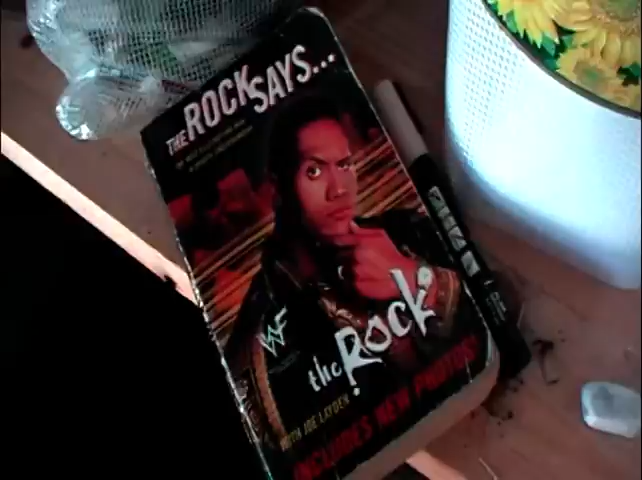 THE ROCK SAYS...
WF
the Rock
WITH JOE LAYDEN
INCLUDES NEW PHOTOS!